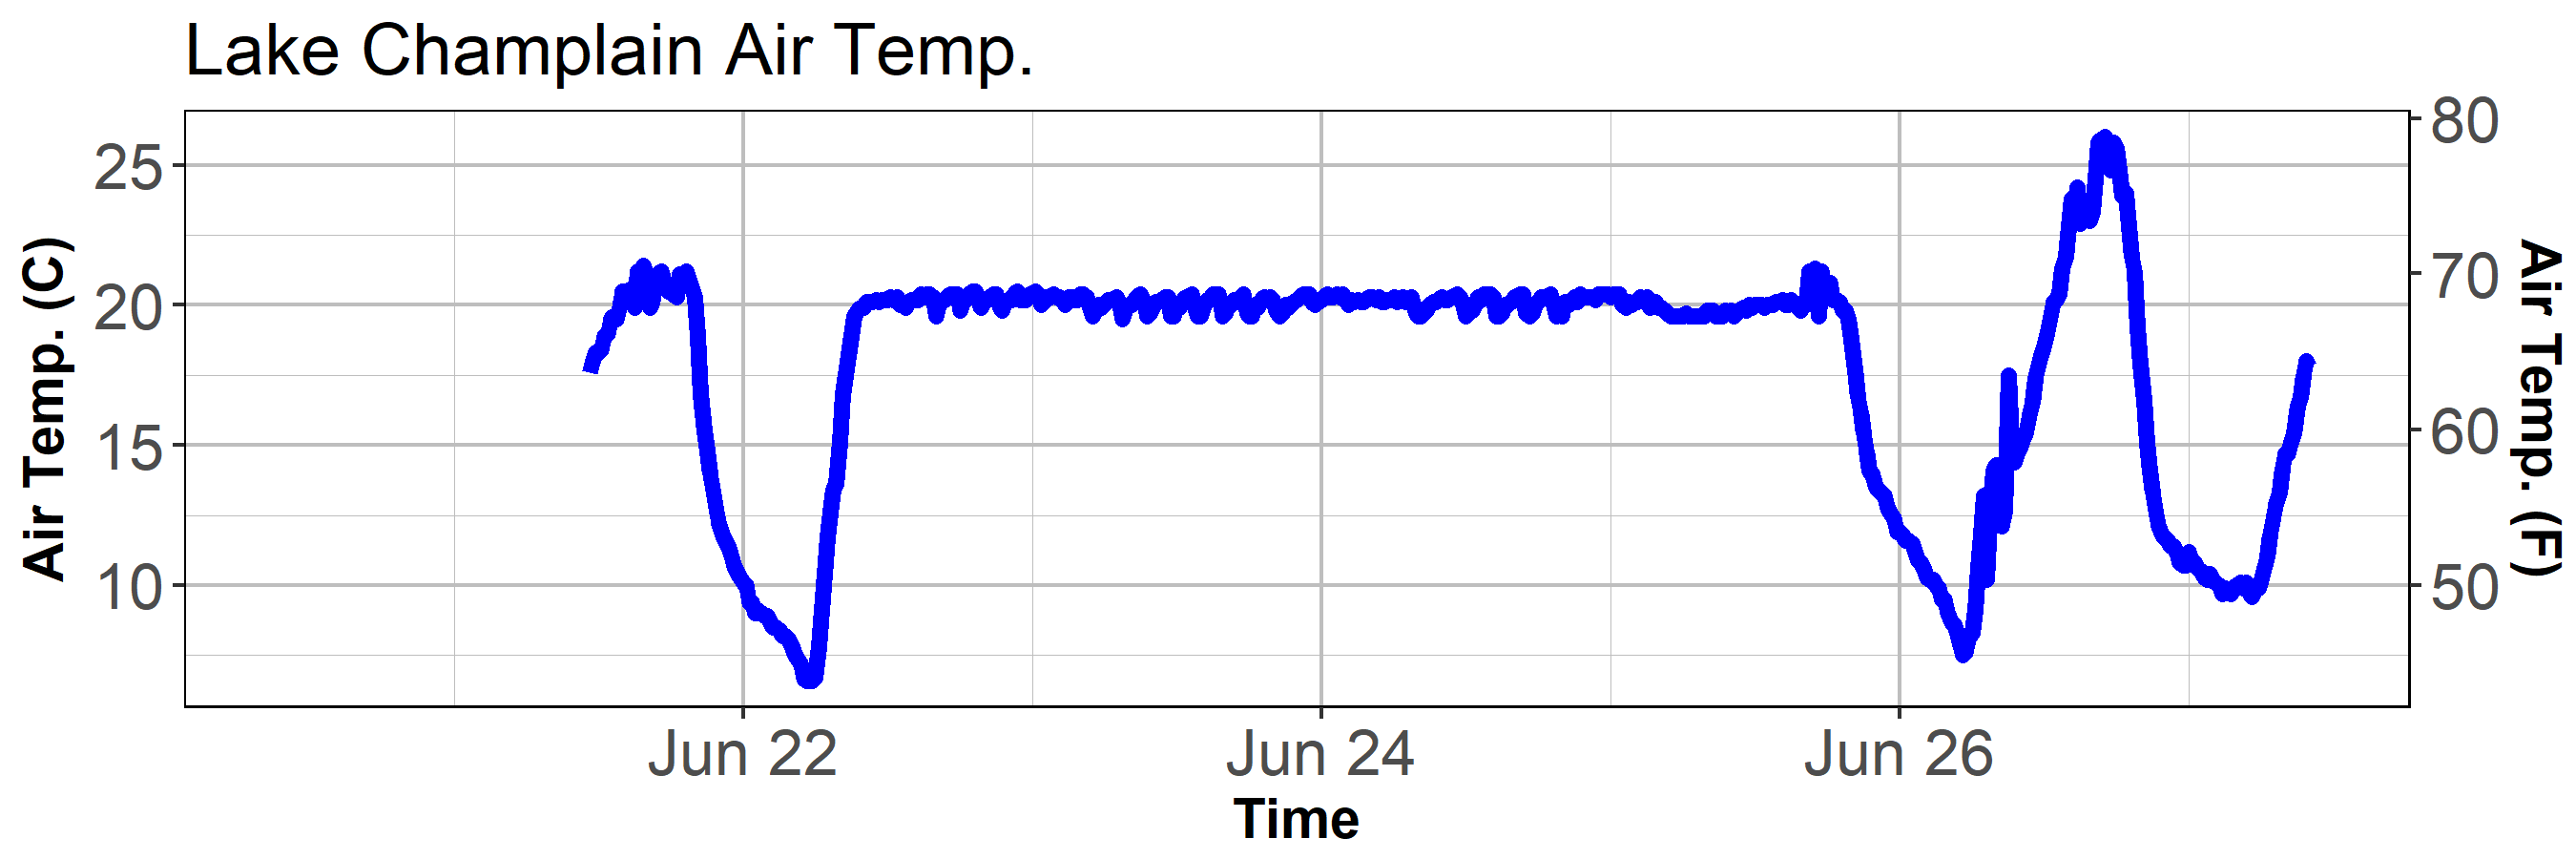 Lake Champlain Air Temp.
Air Temp. (C)
25
20
15
10
80
70
60
50
Air Temp. (F)
Jun 22
Jun 24
Jun 26
Time